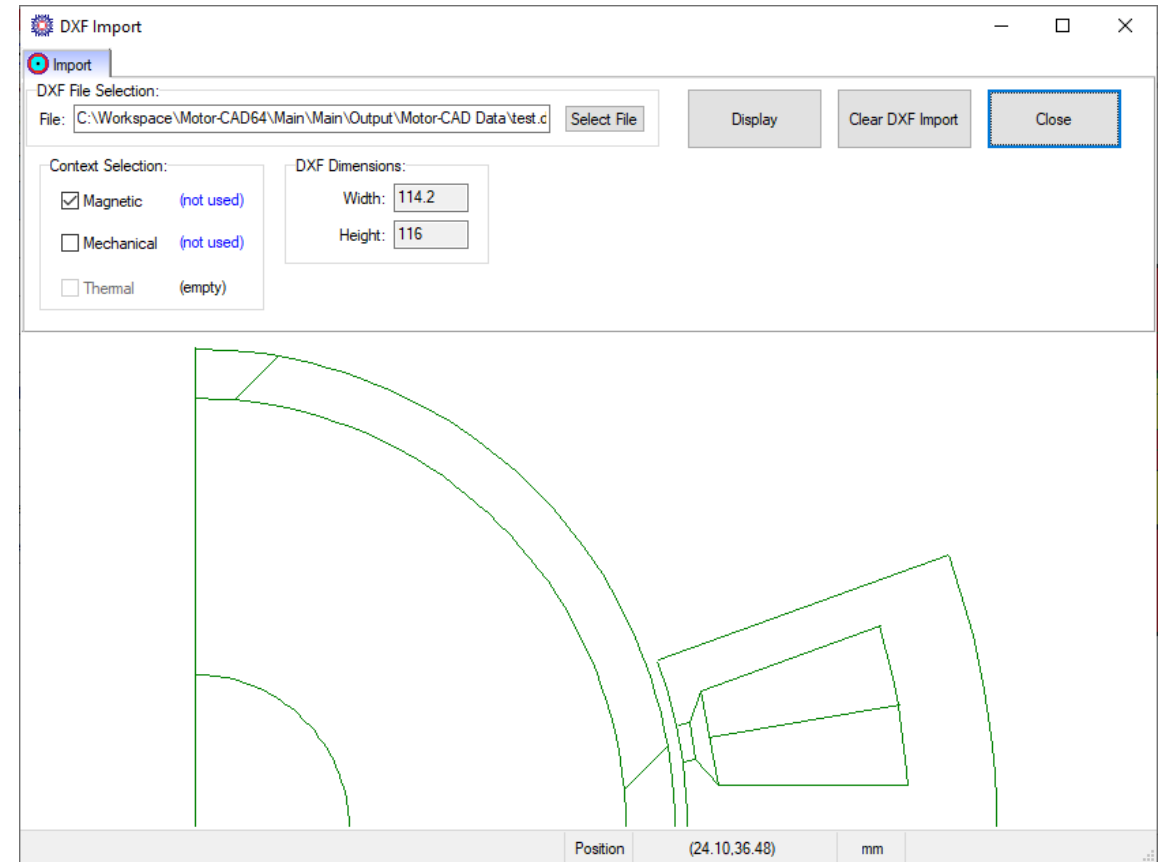 DXF Import
Import
DXF File Selection:
File: C:\Workspace\Motor-CAD64\Main\Main\Output\Motor-CAD Data\test.d Select File Display Clear DXF Import Close
Context Selection: DXF Dimensions:
Magnetic (not used) Width: 114.2
Mechanical (not used) Height: 116
Thermal (empty)
Position (24.10,36.48) mm